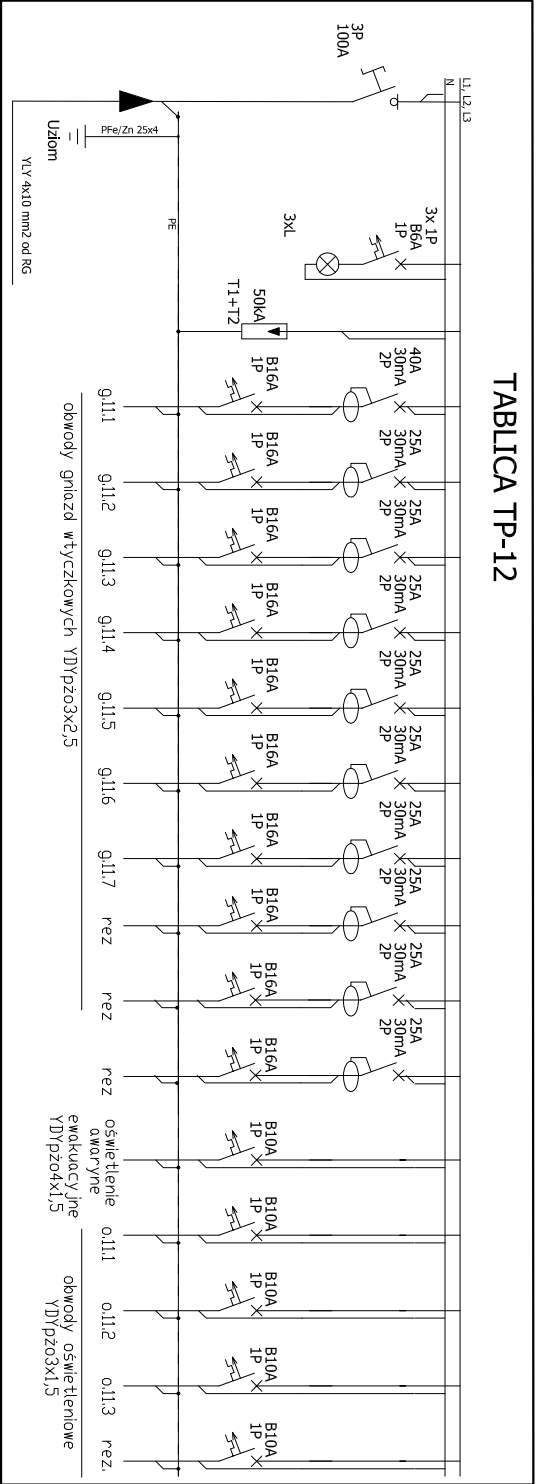 TABLICA TP-12
L1, L2, L3
N
3P
100A
3x 1P
B6A
1P
3xL
50kA
T1+T2
PFe/Zn 25x4
Uziom
PE
YLY 4x10 mm2 od RG
40A
30mA
2P
25A
30mA
2P
25A
30mA
2P
25A
30mA
2P
25A
30mA
2P
25A
30mA
2P
25A
30mA
2P
25A
30mA
2P
25A
30mA
2P
25A
30mA
2P
B16A
1P
B16A
1P
B16A
1P
B16A
1P
B16A
1P
B16A
1P
B16A
1P
B16A
1P
B16A
1P
B16A
1P
B10A
1P
B10A
1P
B10A
1P
B10A
1P
B10A
1P
g.11.1
g.11.2
g.11.3
g.11.4
g.11.5
g.11.6
g.11.7
rez
rez
rez
oświetlenie
awaryne
ewakuacyjne
YDYpżo4x1,5
o.11.1
o.11.2
o.11.3
rez.
obwody gniazd wtyczkowych YDYpżo3x2,5
obwody oświetleniowe
YDYpżo3x1,5